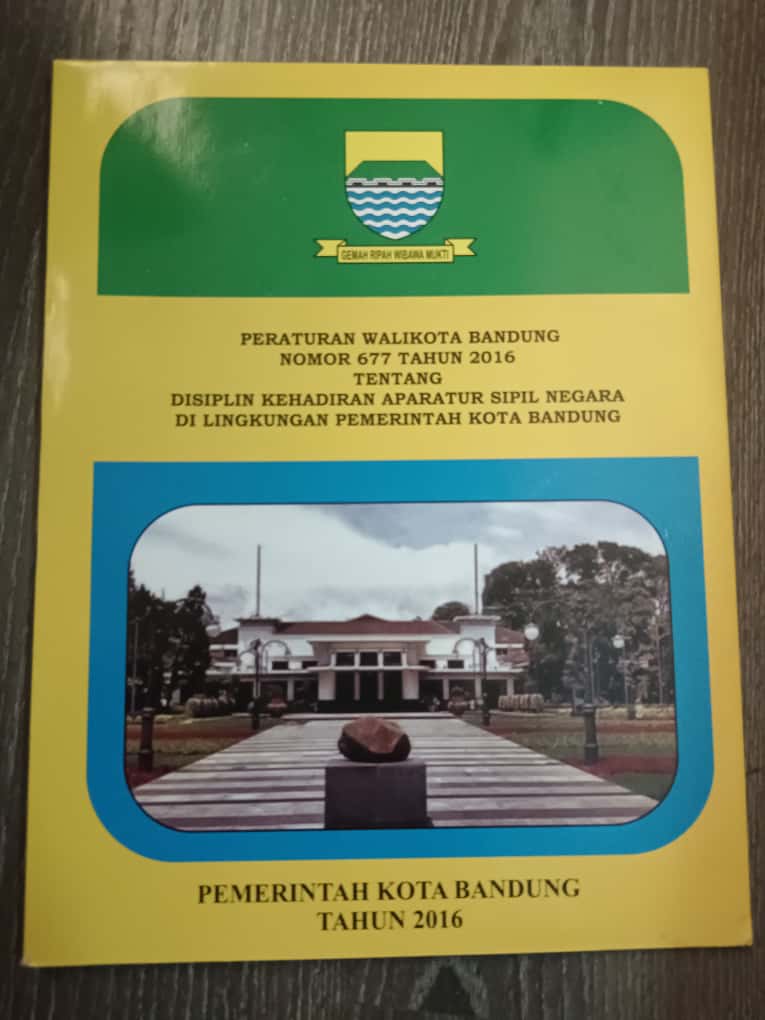 GEMAH RIPAH WIBAWA MUKTI
PERATURAN WALIKOTA BANDUNG
NOMOR 677 TAHUN 2016
TENTANG
DISIPLIN KEHADIRAN APARATUR SIPIL NEGARA
DI LINGKUNGAN PEMERINTAH KOTA BANDUNG
PEMERINTAH KOTA BANDUNG
TAHUN 2016